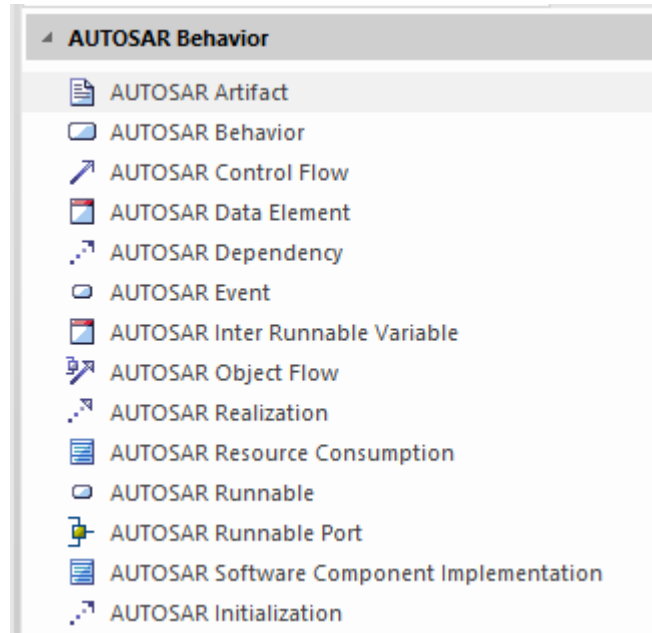 AUTOSAR Behavior
AUTOSAR Artifact
AUTOSAR Behavior
AUTOSAR Control Flow
AUTOSAR Data Element
AUTOSAR Dependency
AUTOSAR Event
AUTOSAR Inter Runnable Variable
AUTOSAR Object Flow
AUTOSAR Realization
AUTOSAR Resource Consumption
AUTOSAR Runnable
AUTOSAR Runnable Port
AUTOSAR Software Component Implementation
AUTOSAR Initialization